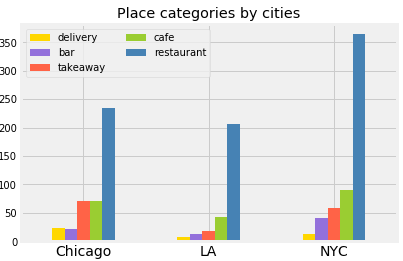 Place categories by cities
delivery
bar
takeaway
cafe
restaurant
350
300
250
200
150
100
50
0
Chicago LA NYC